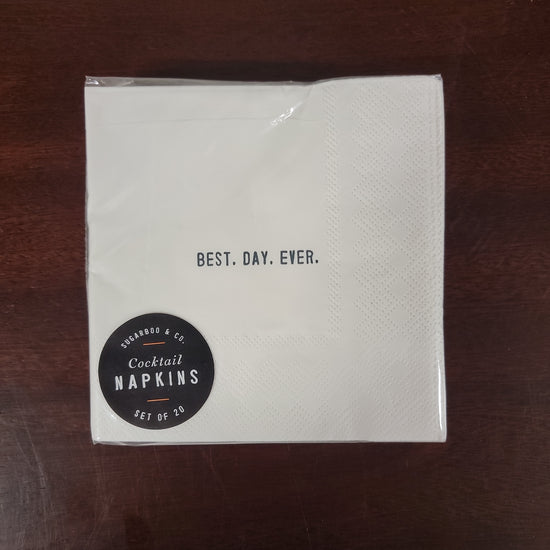 BEST. DAY. EVER.
SUGARBOO & CO.
Cocktail
NAPKINS
SET OF 20